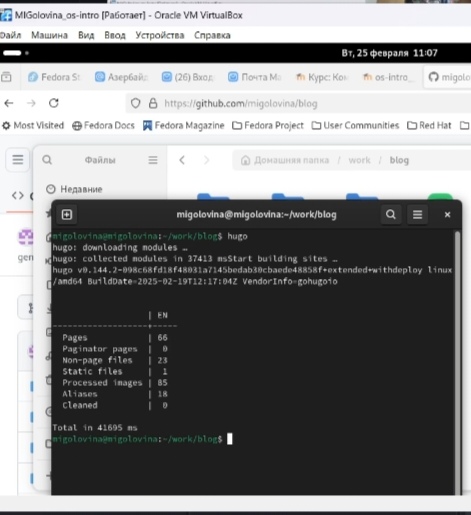 MIGolovina_os-intro [Работает] - Oracle VM VirtualBox
Файл Машина Вид Ввод Устройства Справка
Вт, 25 февраля 11:07
Fedora St Азербайд (26) Вход Почта Ma Курс: Кон os-intro_ migolo
https://github.com/migolovina/blog
Most Visited Fedora Docs Fedora Magazine Fedora Project User Communities Red Hat
Файлы Домашняя папка / work / blog
Недавние
migolovina@migolovina:~/work/blog
migolovina@migolovina:~/work/blog$ hugo
hugo: downloading modules …
hugo: collected modules in 37413 msStart building sites …
hugo v0.144.2-098c68fd18f48031a7145bedab30cbaede48858f+extended+withdeploy linux
/amd64 BuildDate=2025-02-19T12:17:04Z VendorInfo=gohugoio
| EN
-------------------+-----
Pages | 66
Paginator pages | 0
Non-page files | 23
Static files | 1
Processed images | 85
Aliases | 18
Cleaned | 0
Total in 41695 ms
migolovina@migolovina:~/work/blog$